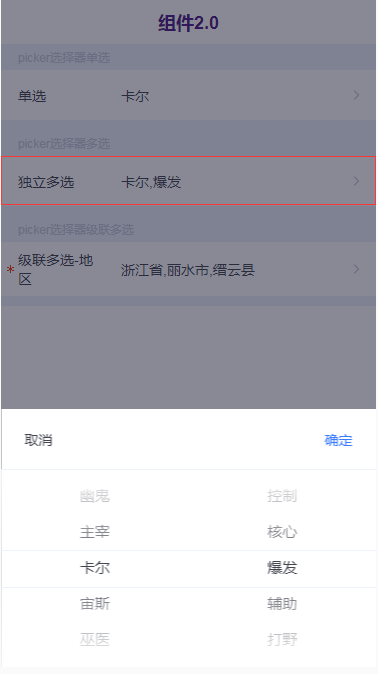 组件2.0
picker选择器单选
单选 卡尔
picker选择器多选
独立多选 卡尔,爆发
picker选择器级联多选
* 级联多选-地区 浙江省,丽水市,缙云县
取消 确定
幽鬼 控制
主宰 核心
卡尔 爆发
宙斯 辅助
巫医 打野